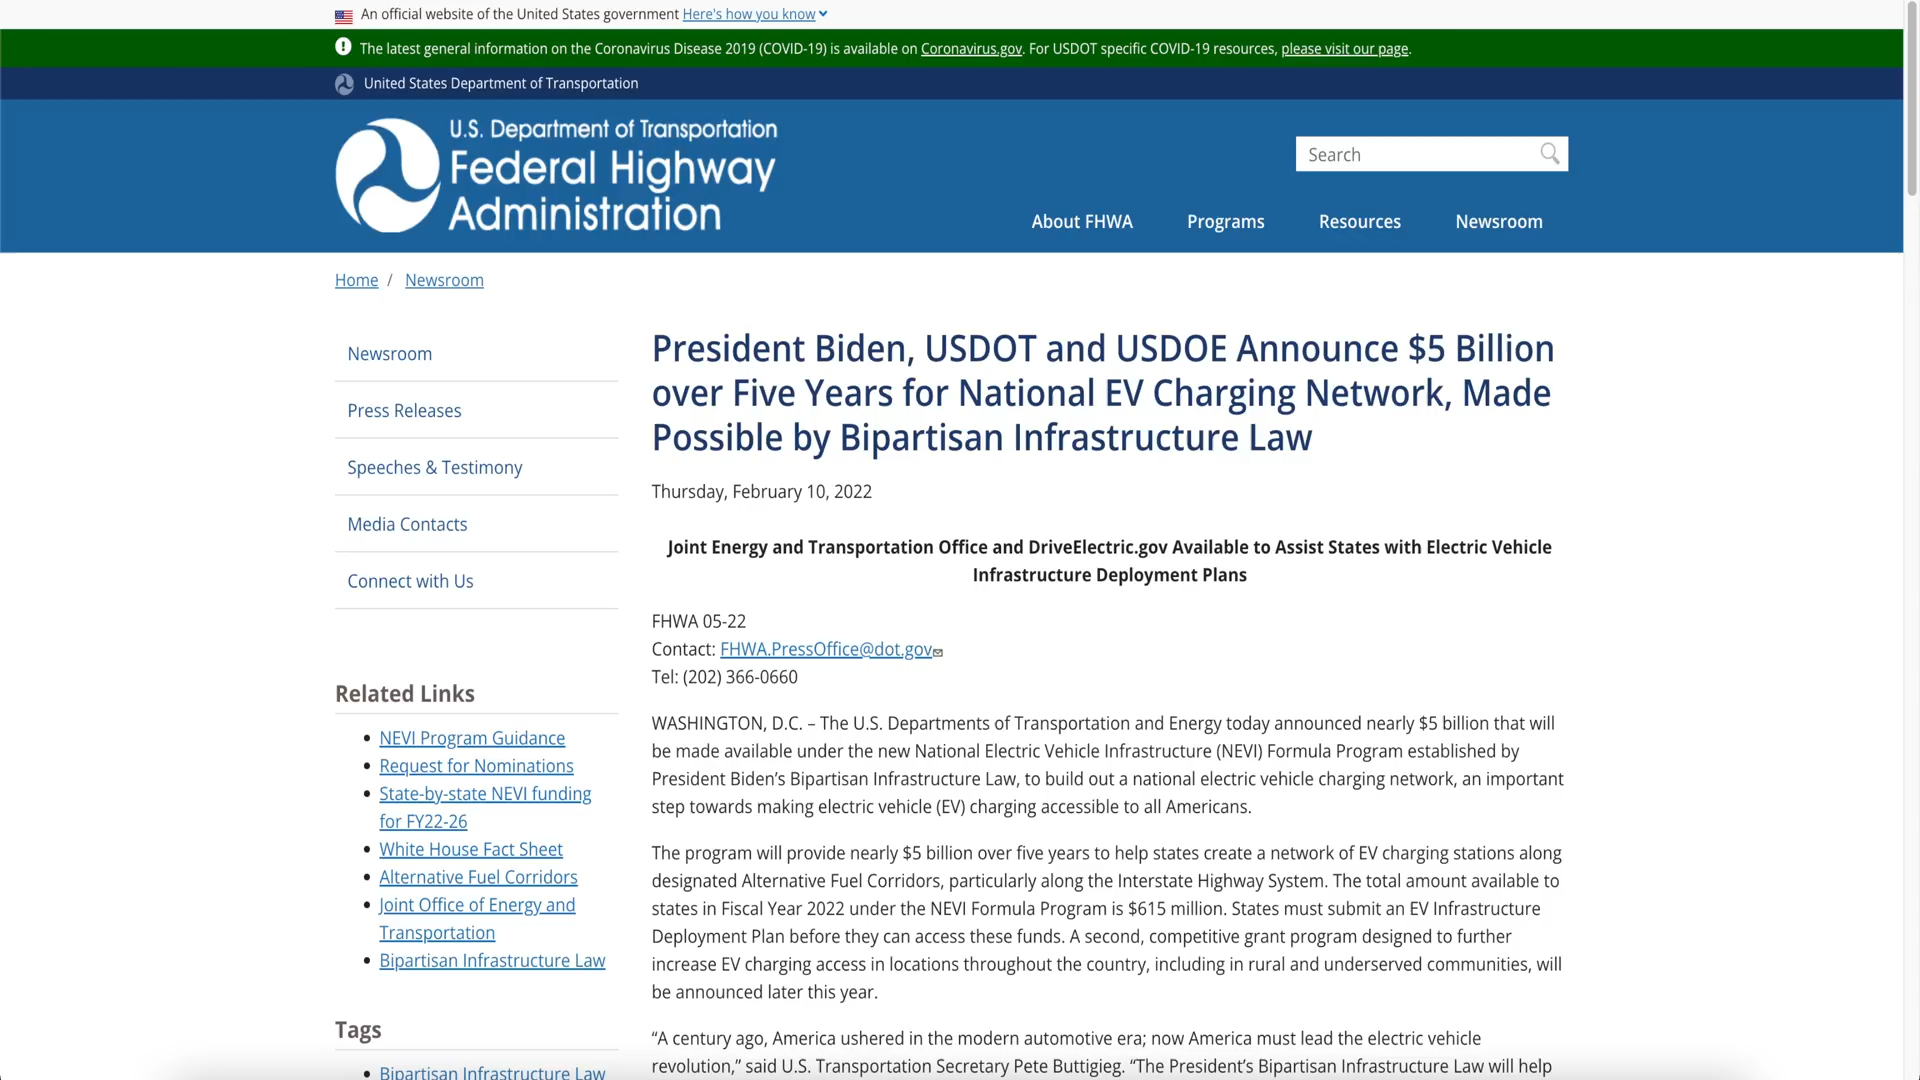 An official website of the United States government Here's how you know
The latest general information on the Coronavirus Disease 2019 (COVID-19) is available on Coronavirus.gov. For USDOT specific COVID-19 resources, please visit our page.
United States Department of Transportation
U.S. Department of Transportation
Federal Highway
Administration
Search
About FHWA
Programs
Resources
Newsroom
Home / Newsroom
Newsroom
Press Releases
Speeches & Testimony
Media Contacts
Connect with Us
Related Links
NEVI Program Guidance
Request for Nominations
State-by-state NEVI funding
for FY22-26
White House Fact Sheet
Alternative Fuel Corridors
Joint Office of Energy and
Transportation
Bipartisan Infrastructure Law
Tags
Bipartisan Infrastructure Law
President Biden, USDOT and USDOE Announce $5 Billion
over Five Years for National EV Charging Network, Made
Possible by Bipartisan Infrastructure Law
Thursday, February 10, 2022
Joint Energy and Transportation Office and DriveElectric.gov Available to Assist States with Electric Vehicle
Infrastructure Deployment Plans
FHWA 05-22
Contact: FHWA.PressOffice@dot.gov
Tel: (202) 366-0660
WASHINGTON, D.C. – The U.S. Departments of Transportation and Energy today announced nearly $5 billion that will
be made available under the new National Electric Vehicle Infrastructure (NEVI) Formula Program established by
President Biden’s Bipartisan Infrastructure Law, to build out a national electric vehicle charging network, an important
step towards making electric vehicle (EV) charging accessible to all Americans.
The program will provide nearly $5 billion over five years to help states create a network of EV charging stations along
designated Alternative Fuel Corridors, particularly along the Interstate Highway System. The total amount available to
states in Fiscal Year 2022 under the NEVI Formula Program is $615 million. States must submit an EV Infrastructure
Deployment Plan before they can access these funds. A second, competitive grant program designed to further
increase EV charging access in locations throughout the country, including in rural and underserved communities, will
be announced later this year.
“A century ago, America ushered in the modern automotive era; now America must lead the electric vehicle
revolution,” said U.S. Transportation Secretary Pete Buttigieg. “The President’s Bipartisan Infrastructure Law will help